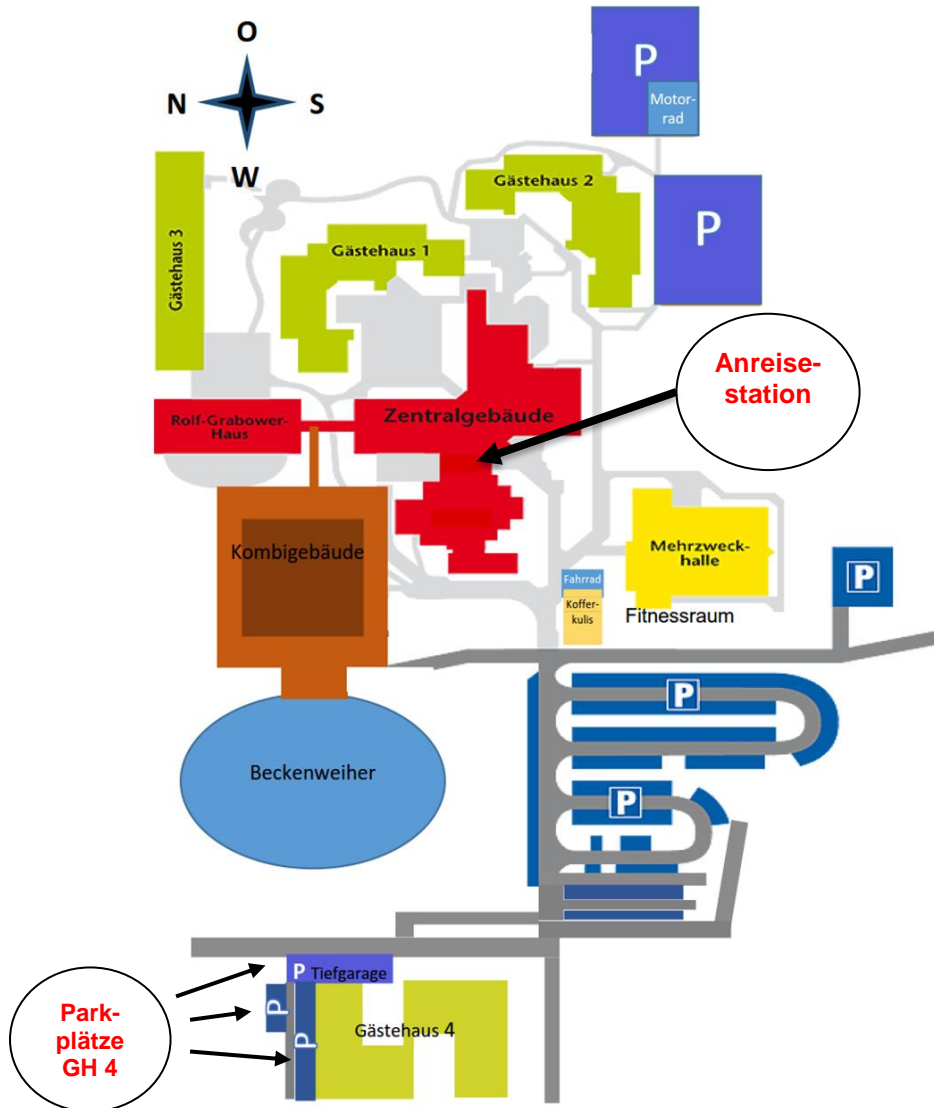 O
N
S
W
P
Motor-
rad
P
Gästehaus 2
Gästehaus 1
Gästehaus 3
Anreise-
station
Zentralgebäude
Rolf-Grabower-
Haus
Kombigebäude
Mehrzweck-
halle
Fitnessraum
Fahrrad
Koffer-
kulis
P
P
P
Beckenweiher
P Tiefgarage
P
P
Gästehaus 4
Park-
plätze
GH 4